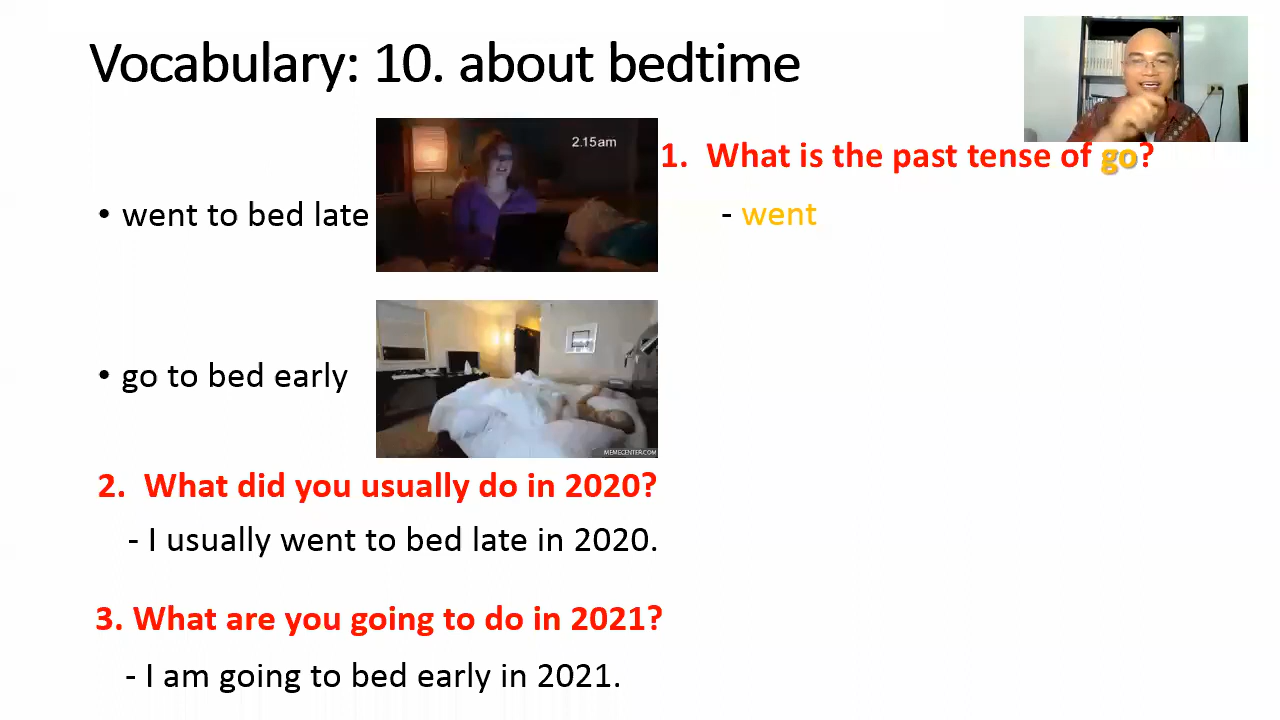 Vocabulary: 10. about bedtime
2.15am
1. What is the past tense of go?
• went to bed late
- went
• go to bed early
MEMECENTER.COM
2. What did you usually do in 2020?
- I usually went to bed late in 2020.
3. What are you going to do in 2021?
- I am going to bed early in 2021.